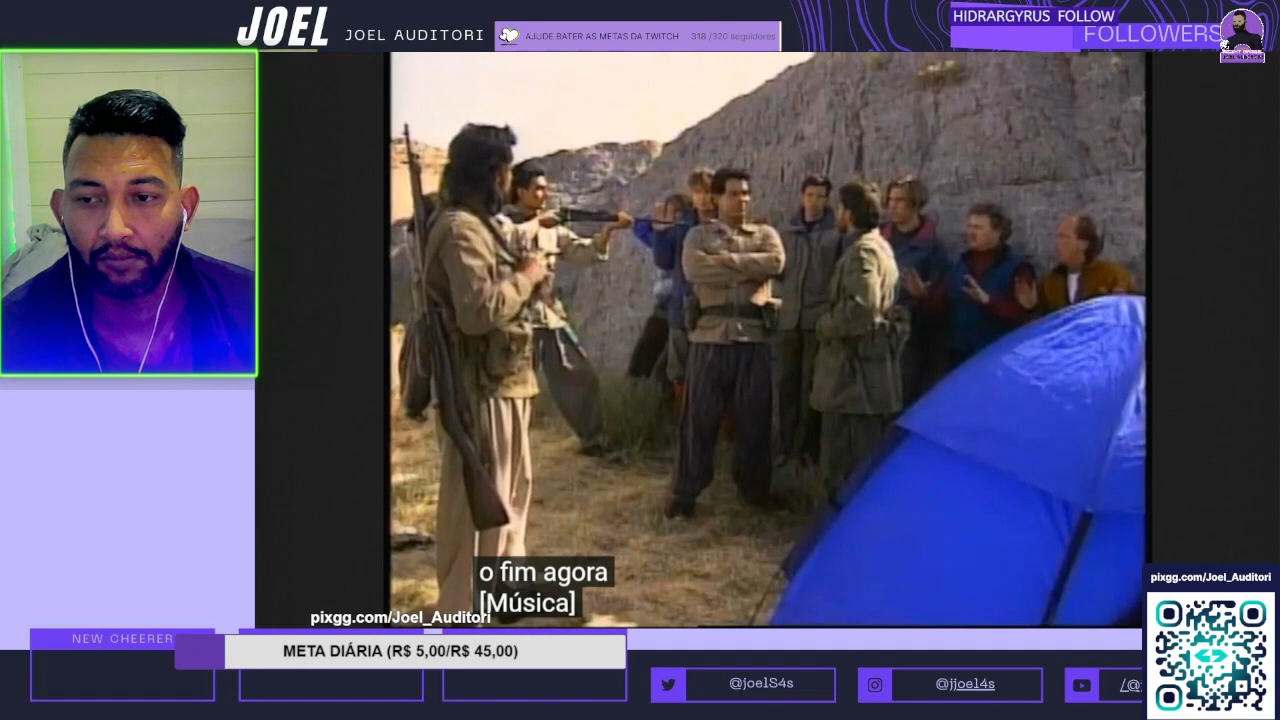 JOEL
JOEL AUDITORI
AJUDE BATER AS METAS DA TWITCH
318 /320 seguidores
HIDRARGYRUS FOLLOW
FOLLOWERS
o fim agora
[Música]
pixgg.com/Joel_Auditori
pixgg.com/Joel_Auditori
NEW CHEERER
META DIÁRIA (R$ 5,00/R$ 45,00)
@joelS4s
@jjoel4s
/@